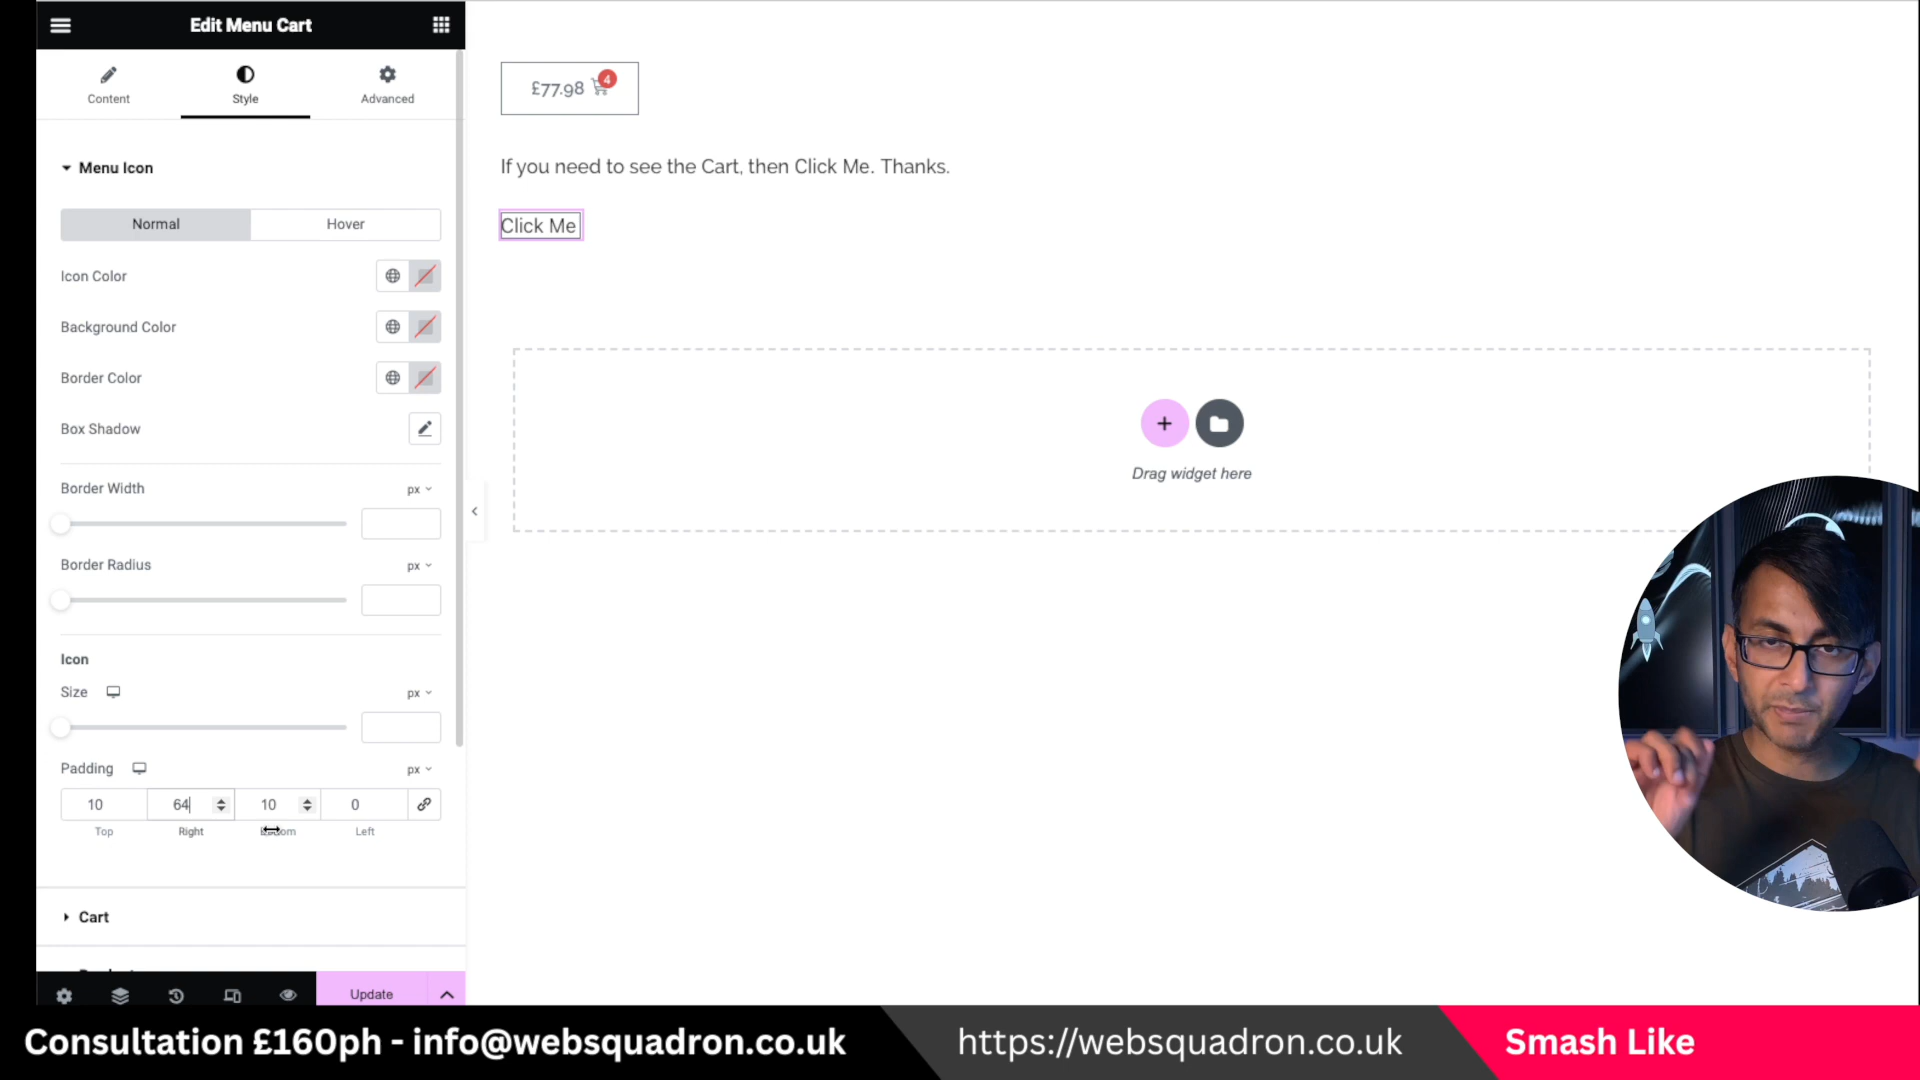 Edit Menu Cart
Content
Style
Advanced
Menu Icon
Normal
Hover
Icon Color
Background Color
Border Color
Box Shadow
Border Width
px
Border Radius
px
Icon
Size
px
Padding
px
10
64
10
0
Top
Right
Left
Cart
Update
£77.98
4
If you need to see the Cart, then Click Me. Thanks.
Click Me
Drag widget here
Consultation £160ph - info@websquadron.co.uk
https://websquadron.co.uk
Smash Like